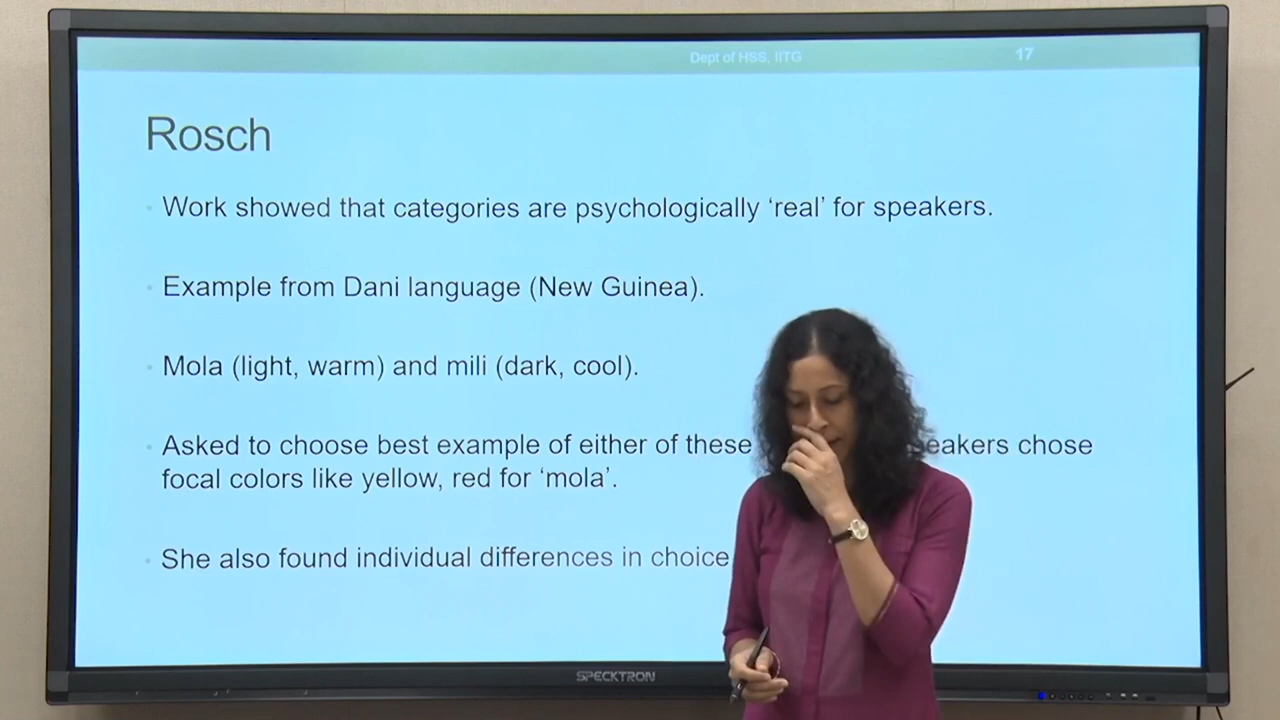 Dept of HSS, IITG 17
Rosch
Work showed that categories are psychologically ‘real’ for speakers.
Example from Dani language (New Guinea).
Mola (light, warm) and mili (dark, cool).
Asked to choose best example of either of these chose
focal colors like yellow, red for ‘mola’.
She also found individual differences in choice
SPECKTRON